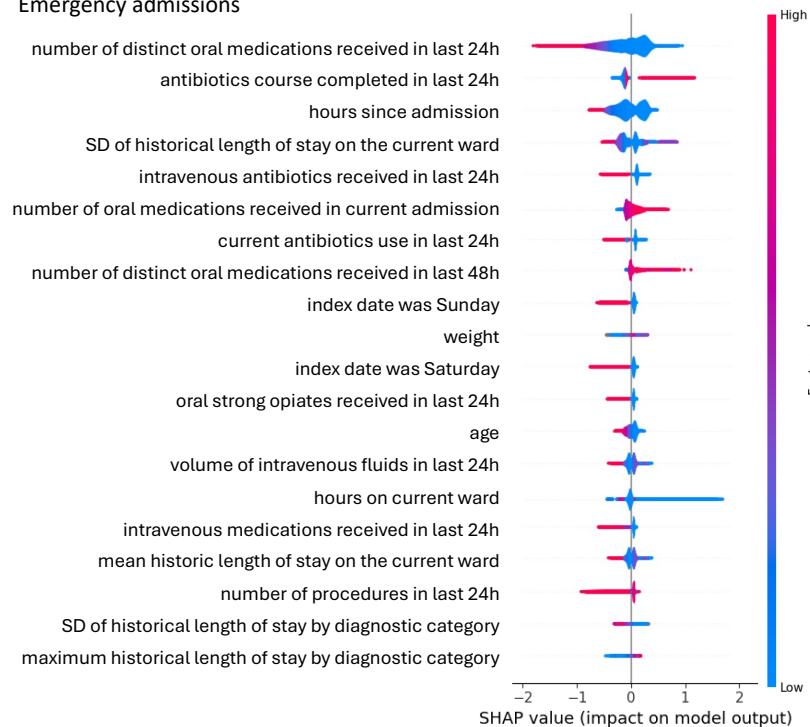 Emergency admissions
High
number of distinct oral medications received in last 24h
antibiotics course completed in last 24h
hours since admission
SD of historical length of stay on the current ward
intravenous antibiotics received in last 24h
number of oral medications received in current admission
current antibiotics use in last 24h
number of distinct oral medications received in last 48h
index date was Sunday
weight
index date was Saturday
oral strong opiates received in last 24h
age
volume of intravenous fluids in last 24h
hours on current ward
intravenous medications received in last 24h
mean historic length of stay on the current ward
number of procedures in last 24h
SD of historical length of stay by diagnostic category
maximum historical length of stay by diagnostic category
Low
−2 −1 0 1 2
SHAP value (impact on model output)